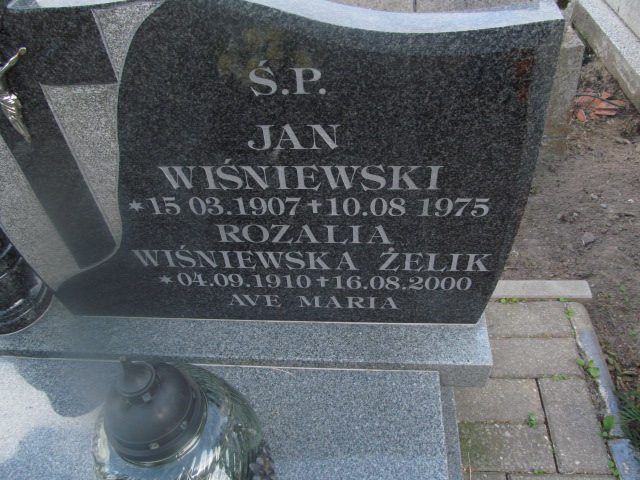 Ś.P.
JAN
WIŚNIEWSKI
*15 03.1907 +10.08 1975
ROZALIA
WIŚNIEWSKA ŻELIK
*04.09.1910 +16.08.2000
AVE MARIA